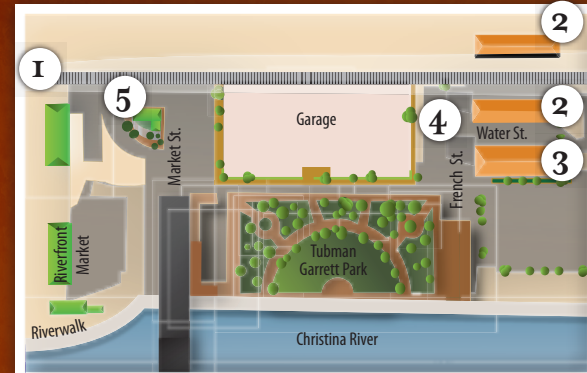 2
1
5
Garage
4
2
Water St.
3
Market St.
French St.
Riverfront
Market
Tubman
Garrett Park
Riverwalk
Christina River